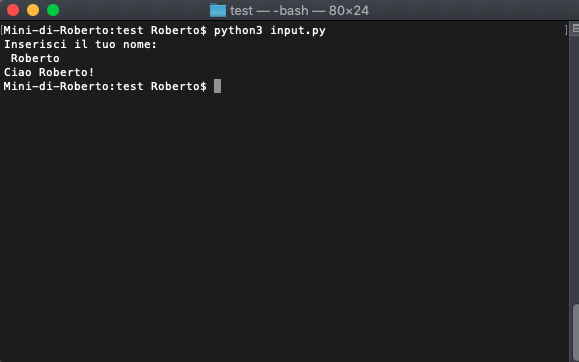 test — -bash — 80×24
[Mini-di-Roberto:test Roberto$ python3 input.py ]
Inserisci il tuo nome:
 Roberto
Ciao Roberto!
Mini-di-Roberto:test Roberto$